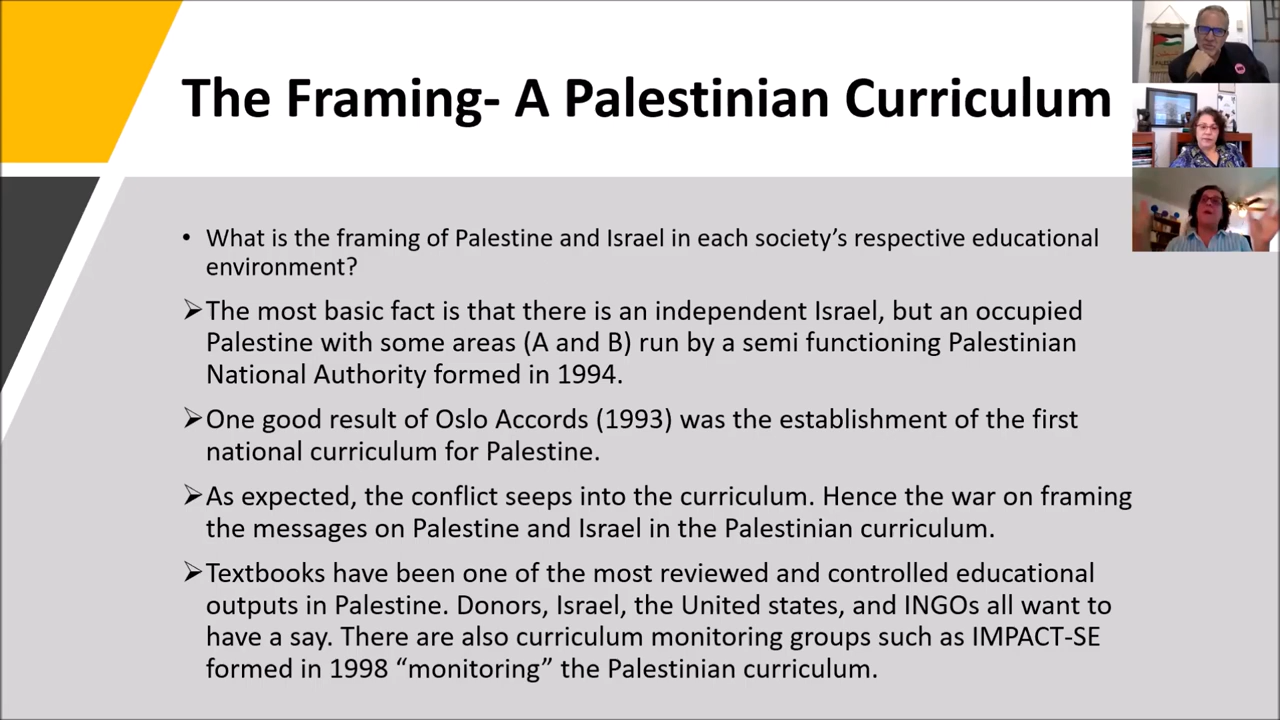 The Framing- A Palestinian Curriculum
• What is the framing of Palestine and Israel in each society’s respective educational
environment?
➢The most basic fact is that there is an independent Israel, but an occupied
Palestine with some areas (A and B) run by a semi functioning Palestinian
National Authority formed in 1994.
➢One good result of Oslo Accords (1993) was the establishment of the first
national curriculum for Palestine.
➢As expected, the conflict seeps into the curriculum. Hence the war on framing
the messages on Palestine and Israel in the Palestinian curriculum.
➢Textbooks have been one of the most reviewed and controlled educational
outputs in Palestine. Donors, Israel, the United states, and INGOs all want to
have a say. There are also curriculum monitoring groups such as IMPACT-SE
formed in 1998 “monitoring” the Palestinian curriculum.